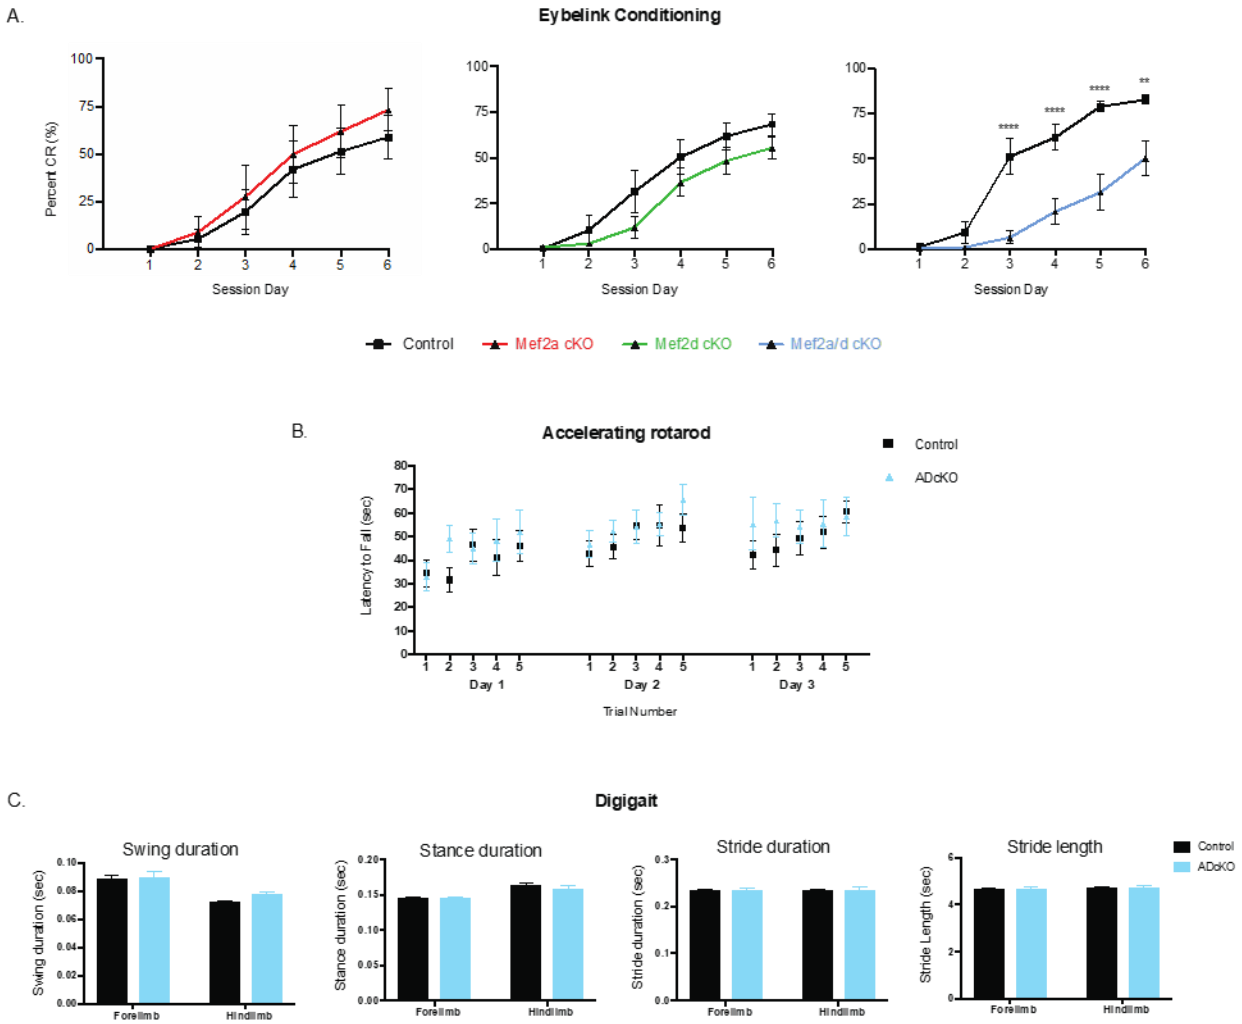 A.
Eybelink Conditioning
100
75
50
25
0
Percent CR (%)
1 2 3 4 5 6
Session Day
100
75
50
25
0
1 2 3 4 5 6
Session Day
100
75
50
25
0
**** **** **** **
1 2 3 4 5 6
Session Day
Control Mef2a cKO Mef2d cKO Mef2a/d cKO
B.
Accelerating rotarod
Control
ADcKO
80
70
60
50
40
30
20
10
0
Latency to Fall (sec)
1 2 3 4 5 1 2 3 4 5 1 2 3 4 5
Day 1 Day 2 Day 3
Trial Number
C.
Digigait
Swing duration
0.10
0.08
0.06
0.04
0.02
0.00
Swing duration (sec)
Forelimb Hindlimb
Stance duration
0.20
0.15
0.10
0.05
0.00
Stance duration (sec)
Forelimb Hindlimb
Stride duration
0.3
0.2
0.1
0.0
Stride duration (sec)
Forelimb Hindlimb
Stride length
6
4
2
0
Stride Length (sec)
Forelimb Hindlimb
Control
ADcKO